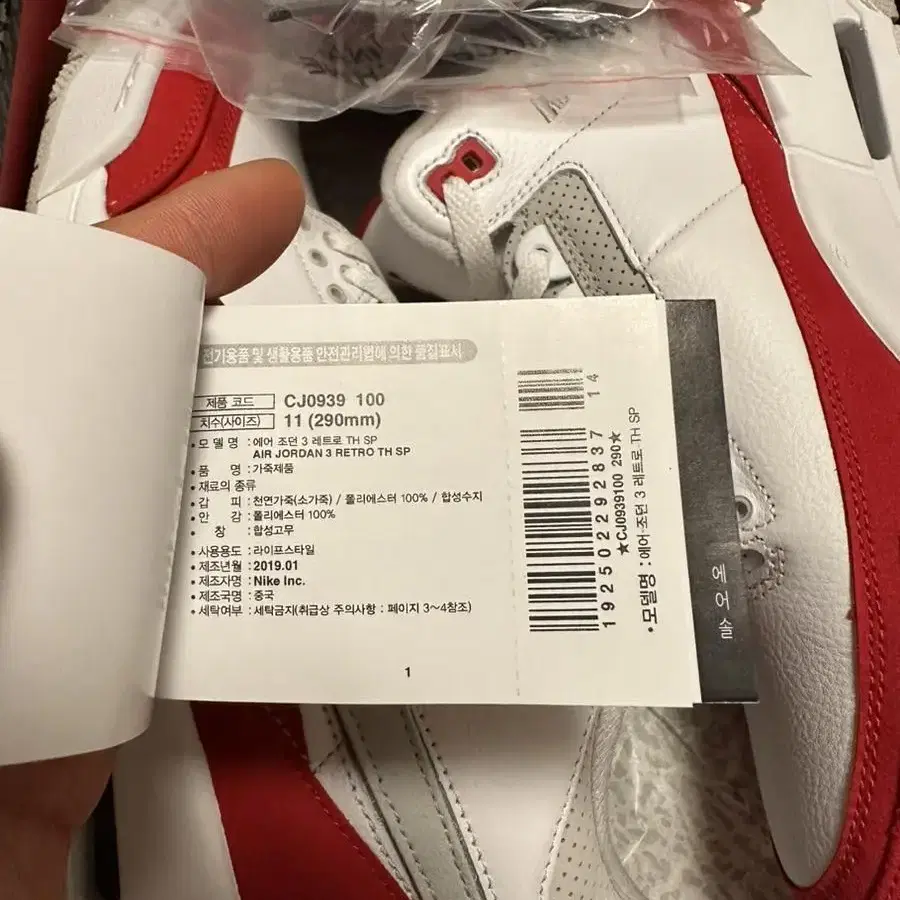 전기용품 및 생활용품 안전관리법에 의한 품질표시
제품 코드 CJ0939 100
치수(사이즈) 11 (290mm)
• 모 델 명 : 에어 조던 3 레트로 TH SP
AIR JORDAN 3 RETRO TH SP
• 품 명 : 가죽제품
• 재료의 종류
• 갑 피 : 천연가죽(소가죽) / 폴리에스터 100% / 합성수지
• 안 감 : 폴리에스터 100%
• 창 : 합성고무
• 사용용도 : 라이프스타일
• 제조년월 : 2019.01
• 제조자명 : Nike Inc.
• 제조국명 : 중국
• 세탁여부 : 세탁금지(취급상 주의사항 : 페이지 3~4참조)
1
14
192502292837
★CJ0939100 290★
• 모델명 : 에어 조던 3 레트로 TH SP
에어 솔